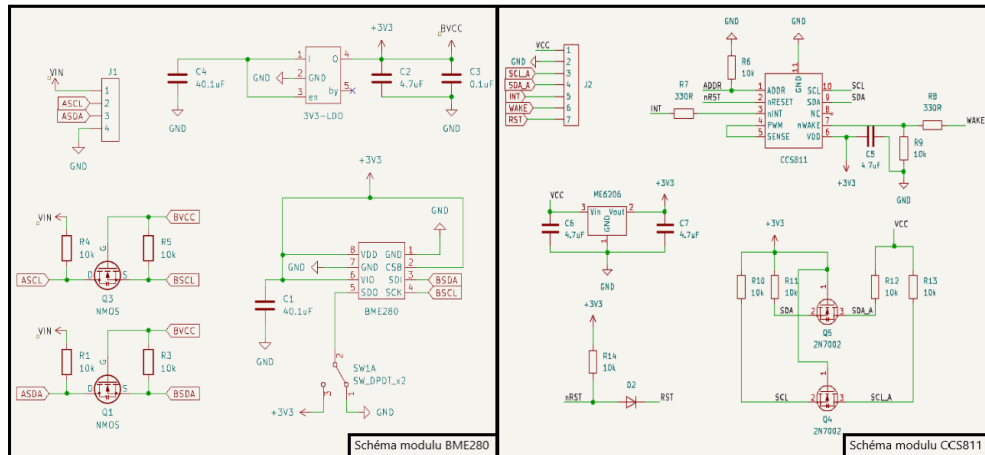 VIN
J1
1
ASCL
2
ASDA
3
4
GND
C4
40.1uF
GND
1 I O 4
GND 2 GND
3 en by 5
3V3-LDO
+3V3
BVCC
C2
4.7uF
C3
0.1uF
GND
VIN
BVCC
R4
10k
G
R5
10k
ASCL
D S
BSCL
Q3
NMOS
VIN
BVCC
R1
10k
G
R3
10k
ASDA
D S
BSDA
Q1
NMOS
+3V3
GND
8 VDD GND 1
GND 7 GND CSB 2
6 VIO SDI 3 BSDA
5 SDO SCK 4 BSCL
BME280
C1
40.1uF
GND
2
SW1A
SW_DPDT_x2
3 1
+3V3
GND
Schéma modulu BME280
VCC 1
GND 2
SCL_A 3
SDA_A 4
INT 5
WAKE 6
RST 7
J2
GND
GND
R6
10k
11
GND
ADDR 1 ADDR SCL 10 SCL
nRST 2 nRESET SDA 9 SDA
R7
330R
INT
3 nINT NC 8
4 PWM nWAKE 7
5 SENSE VDD 6
CCS811
R8
330R
WAKE
C5
4.7uF
R9
10k
+3V3
GND
VCC
ME6206
+3V3
3 Vin Vout 2
GND
1
C6
4.7uF
C7
4.7uF
GND
+3V3
R14
10k
nRST
D2
RST
+3V3
VCC
R10
10k
R11
10k
R12
10k
R13
10k
1
SDA 2 3 SDA_A
Q5
2N7002
1
SCL 2 3 SCL_A
Q4
2N7002
Schéma modulu CCS811